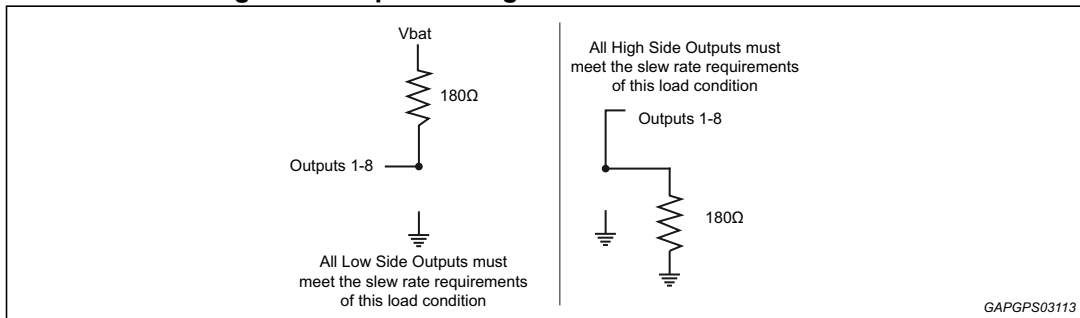 Vbat
180Ω
Outputs 1-8
All Low Side Outputs must
meet the slew rate requirements
of this load condition
All High Side Outputs must
meet the slew rate requirements
of this load condition
Outputs 1-8
180Ω
GAPGPS03113